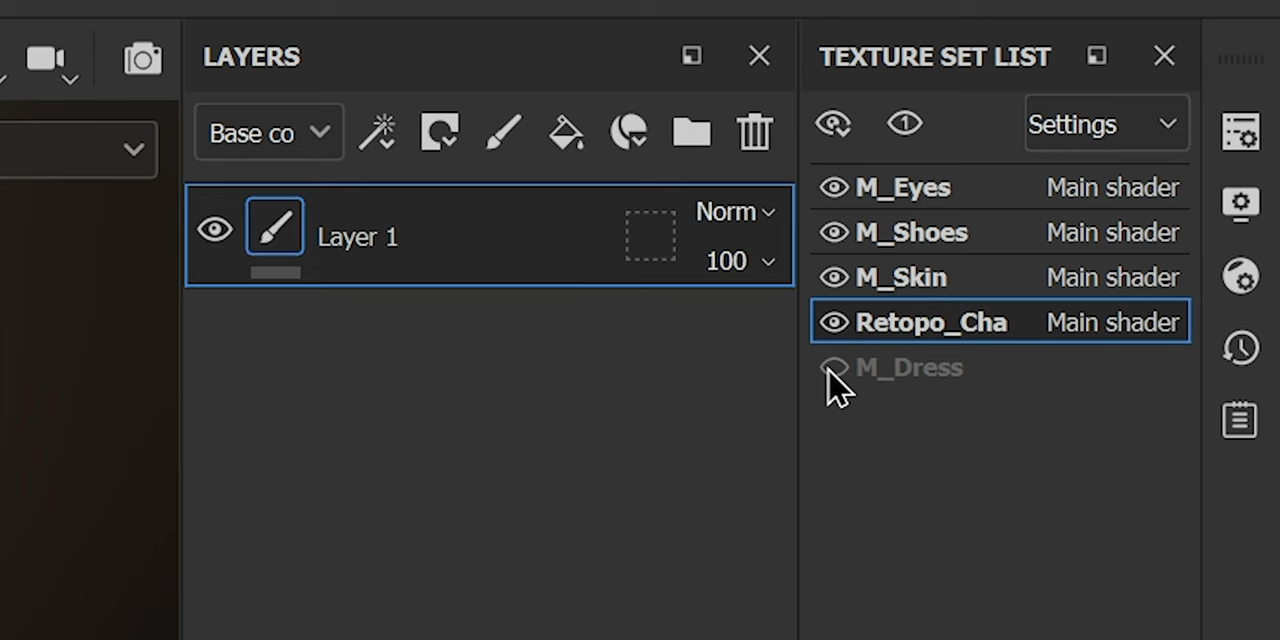 LAYERS
Base co
Layer 1
Norm
100
TEXTURE SET LIST
1
Settings
M_Eyes Main shader
M_Shoes Main shader
M_Skin Main shader
Retopo_Cha Main shader
M_Dress